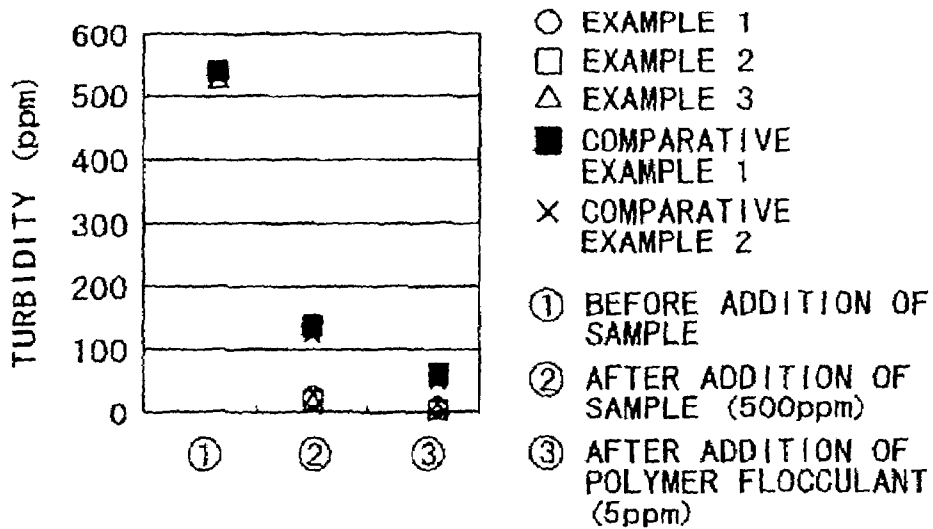 600
500
400
300
200
100
0
TURBIDITY (ppm)
① ② ③
○ EXAMPLE 1
□ EXAMPLE 2
△ EXAMPLE 3
■ COMPARATIVE
EXAMPLE 1
× COMPARATIVE
EXAMPLE 2
① BEFORE ADDITION OF
SAMPLE
② AFTER ADDITION OF
SAMPLE (500ppm)
③ AFTER ADDITION OF
POLYMER FLOCCULANT
(5ppm)